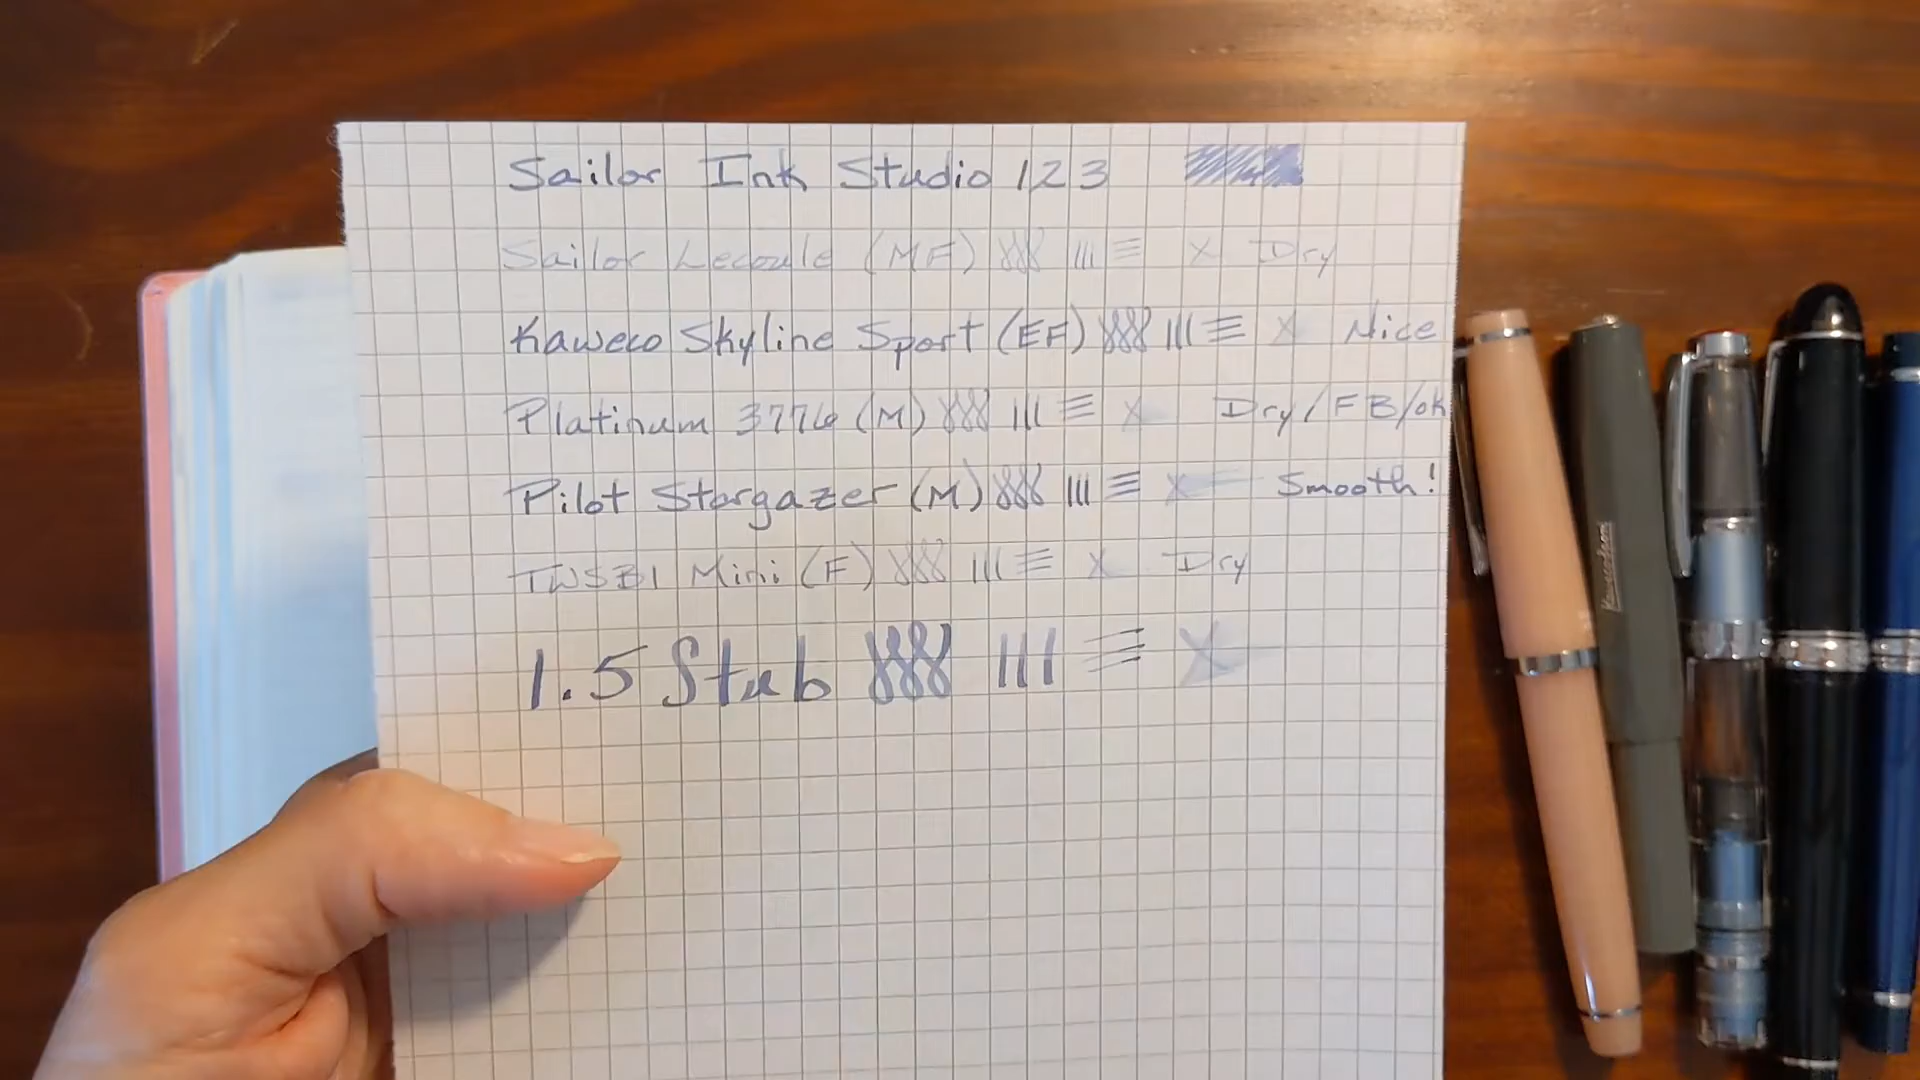 Sailor Ink Studio 123
Sailor Lecoule (MF) X Dry
Kaweco Skyline Sport (EF) X Nice
Platinum 3776 (M) X Dry/FB/ok
Pilot Stargazer (M) X Smooth!
TWSBI Mini (F) X Dry
1.5 Stub X
Kaweco